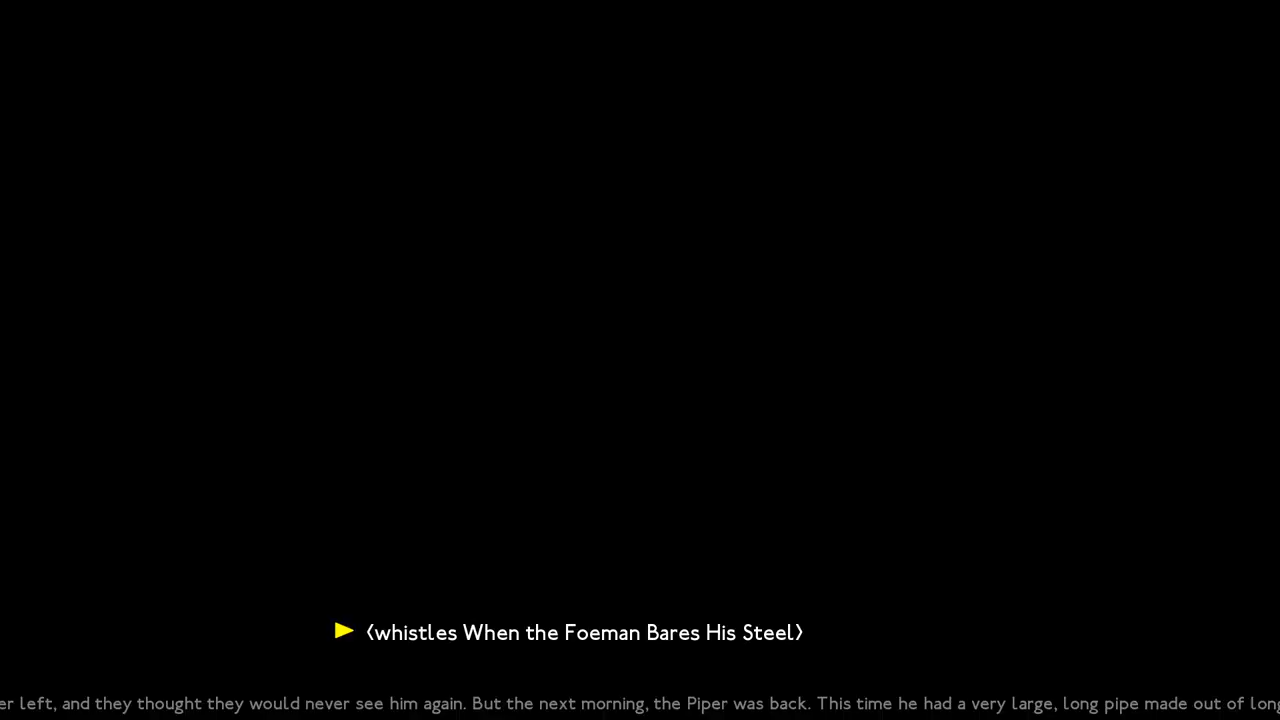 ⟨whistles When the Foeman Bares His Steel⟩
er left, and they thought they would never see him again. But the next morning, the Piper was back. This time he had a very large, long pipe made out of long